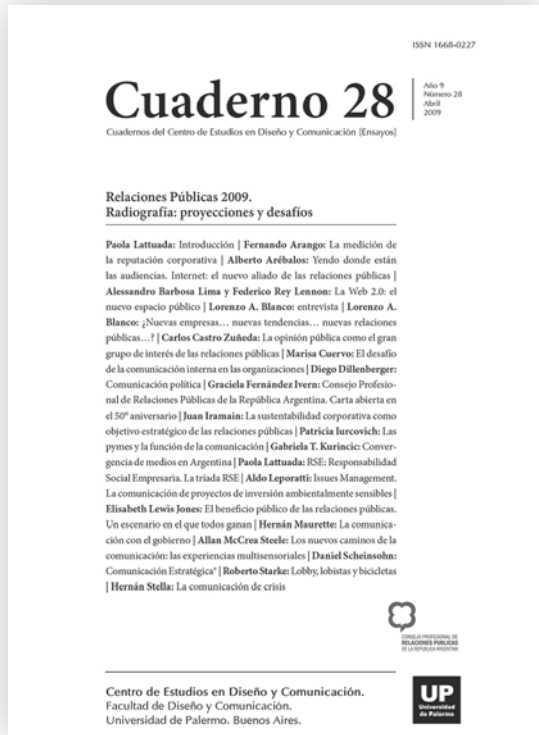 ISSN 1668-0227
Cuaderno 28
Año 9
Número 28
Abril
2009
Cuadernos del Centro de Estudios en Diseño y Comunicación [Ensayos]
Relaciones Públicas 2009.
Radiografía: proyecciones y desafíos
Paola Lattuada: Introducción | Fernando Arango: La medición de
la reputación corporativa | Alberto Arébalos: Yendo donde están
las audiencias. Internet: el nuevo aliado de las relaciones públicas |
Alessandro Barbosa Lima y Federico Rey Lennon: La Web 2.0: el
nuevo espacio público | Lorenzo A. Blanco: entrevista | Lorenzo A.
Blanco: ¿Nuevas empresas… nuevas tendencias… nuevas relaciones
públicas…? | Carlos Castro Zuñeda: La opinión pública como el gran
grupo de interés de las relaciones públicas | Marisa Cuervo: El desafío
de la comunicación interna en las organizaciones | Diego Dillenberger:
Comunicación política | Graciela Fernández Ivern: Consejo Profesio-
nal de Relaciones Públicas de la República Argentina. Carta abierta en
el 50º aniversario | Juan Iramain: La sustentabilidad corporativa como
objetivo estratégico de las relaciones públicas | Patricia Iurcovich: Las
pymes y la función de la comunicación | Gabriela T. Kurincic: Conver-
gencia de medios en Argentina | Paola Lattuada: RSE: Responsabilidad
Social Empresaria. La tríada RSE | Aldo Leporatti: Issues Management.
La comunicación de proyectos de inversión ambientalmente sensibles |
Elisabeth Lewis Jones: El beneficio público de las relaciones públicas.
Un escenario en el que todos ganan | Hernán Maurette: La comunica-
ción con el gobierno | Allan McCrea Steele: Los nuevos caminos de la
comunicación: las experiencias multisensoriales | Daniel Scheinsohn:
Comunicación Estratégica® | Roberto Starke: Lobby, lobistas y bicicletas
| Hernán Stella: La comunicación de crisis
CONSEJO PROFESIONAL DE
RELACIONES PUBLICAS
DE LA REPUBLICA ARGENTINA
Centro de Estudios en Diseño y Comunicación.
Facultad de Diseño y Comunicación.
Universidad de Palermo. Buenos Aires.
UP
Universidad
de Palermo